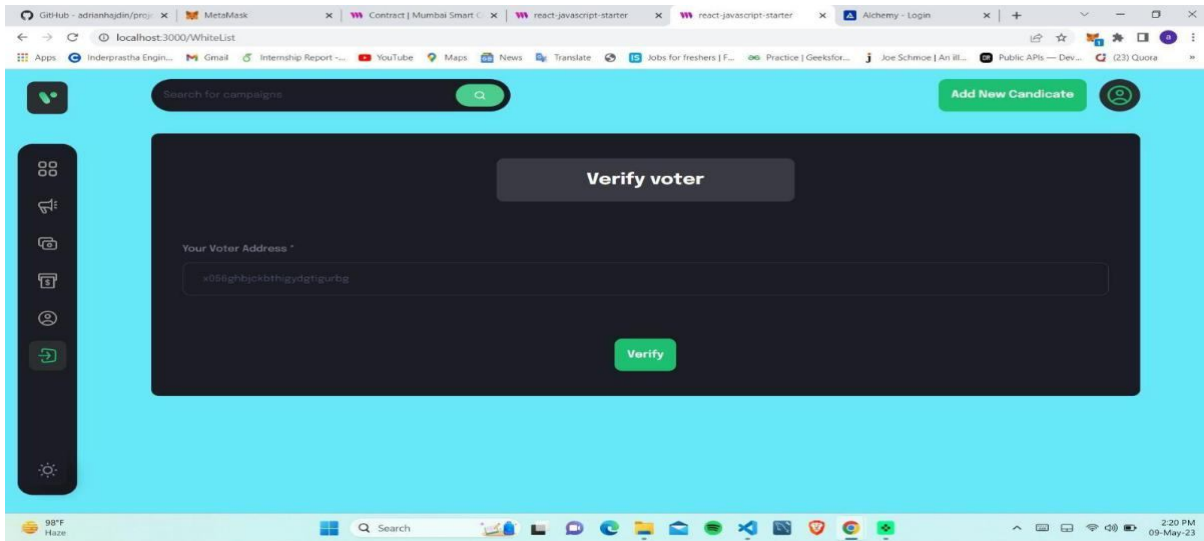 GitHub - adrianhajdin/proj
MetaMask
Contract | Mumbai Smart C
react-javascript-starter
react-javascript-starter
Alchemy - Login
localhost:3000/WhiteList
Apps
Inderprastha Engin...
Gmail
Internship Report -...
YouTube
Maps
News
Translate
Jobs for freshers | F...
Practice | Geeksfor...
Joe Schmoe | An ill...
Public APIs — Dev...
(23) Quora
Search for campaigns
Add New Candicate
Verify voter
Your Voter Address *
Verify
98°F
Haze
Search
2:20 PM
09-May-23